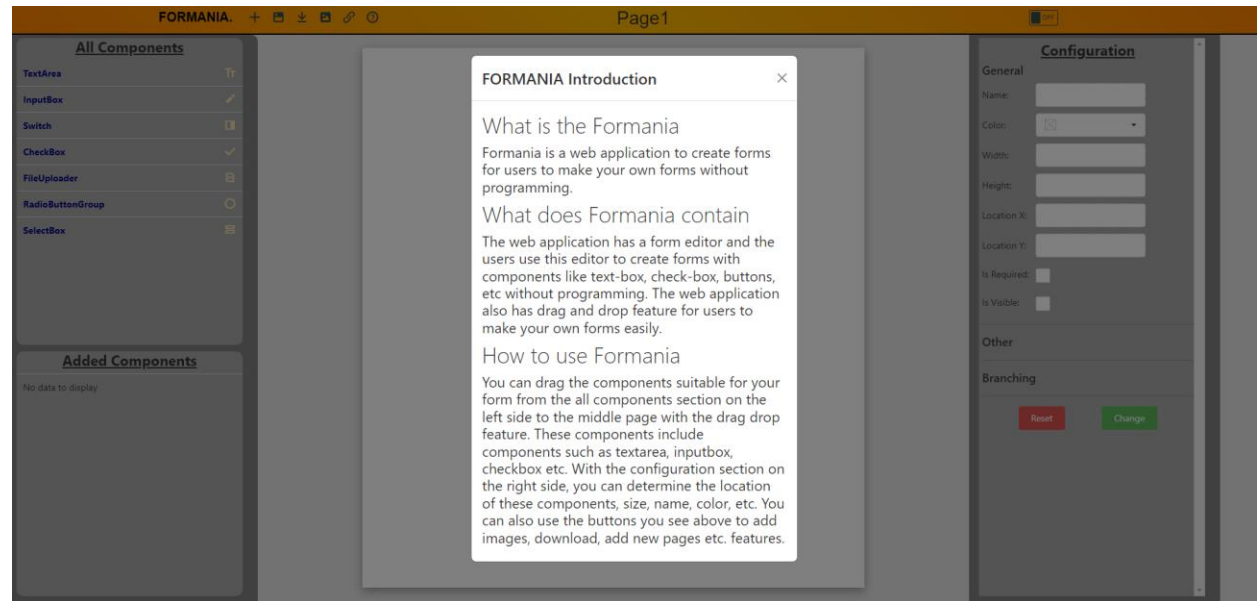 FORMANIA.
Page1
OFF
All Components
TextArea
InputBox
Switch
CheckBox
FileUploader
RadioButtonGroup
SelectBox
Added Components
No data to display
FORMANIA Introduction
What is the Formania
Formania is a web application to create forms
for users to make your own forms without
programming.
What does Formania contain
The web application has a form editor and the
users use this editor to create forms with
components like text-box, check-box, buttons,
etc without programming. The web application
also has drag and drop feature for users to
make your own forms easily.
How to use Formania
You can drag the components suitable for your
form from the all components section on the
left side to the middle page with the drag drop
feature. These components include
components such as textarea, inputbox,
checkbox etc. With the configuration section on
the right side, you can determine the location
of these components, size, name, color, etc. You
can also use the buttons you see above to add
images, download, add new pages etc. features.
Configuration
General
Name:
Color:
Width:
Height:
Location X:
Location Y:
Is Required:
Is Visible:
Other
Branching
Reset
Change